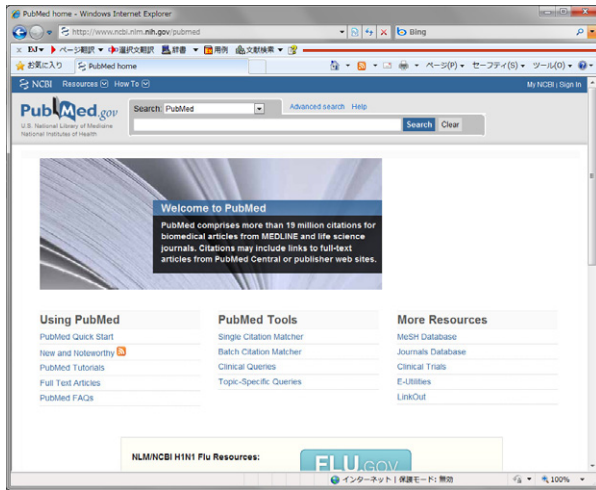 PubMed home - Windows Internet Explorer
http://www.ncbi.nlm.nih.gov/pubmed
Bing
ページ翻訳 選択文翻訳 辞書 用例 文献検索
お気に入り PubMed home ページ(P) セーフティ(S) ツール(O)
NCBI Resources How To My NCBI | Sign In
PubMed.gov
U.S. National Library of Medicine
National Institutes of Health
Search: PubMed Advanced search Help
Search Clear
Welcome to PubMed
PubMed comprises more than 19 million citations for
biomedical articles from MEDLINE and life science
journals. Citations may include links to full-text
articles from PubMed Central or publisher web sites.
Using PubMed
PubMed Quick Start
New and Noteworthy
PubMed Tutorials
Full Text Articles
PubMed FAQs
PubMed Tools
Single Citation Matcher
Batch Citation Matcher
Clinical Queries
Topic-Specific Queries
More Resources
MeSH Database
Journals Database
Clinical Trials
E-Utilities
LinkOut
NLM/NCBI H1N1 Flu Resources:
FLU.GOV
インターネット | 保護モード: 無効 100%